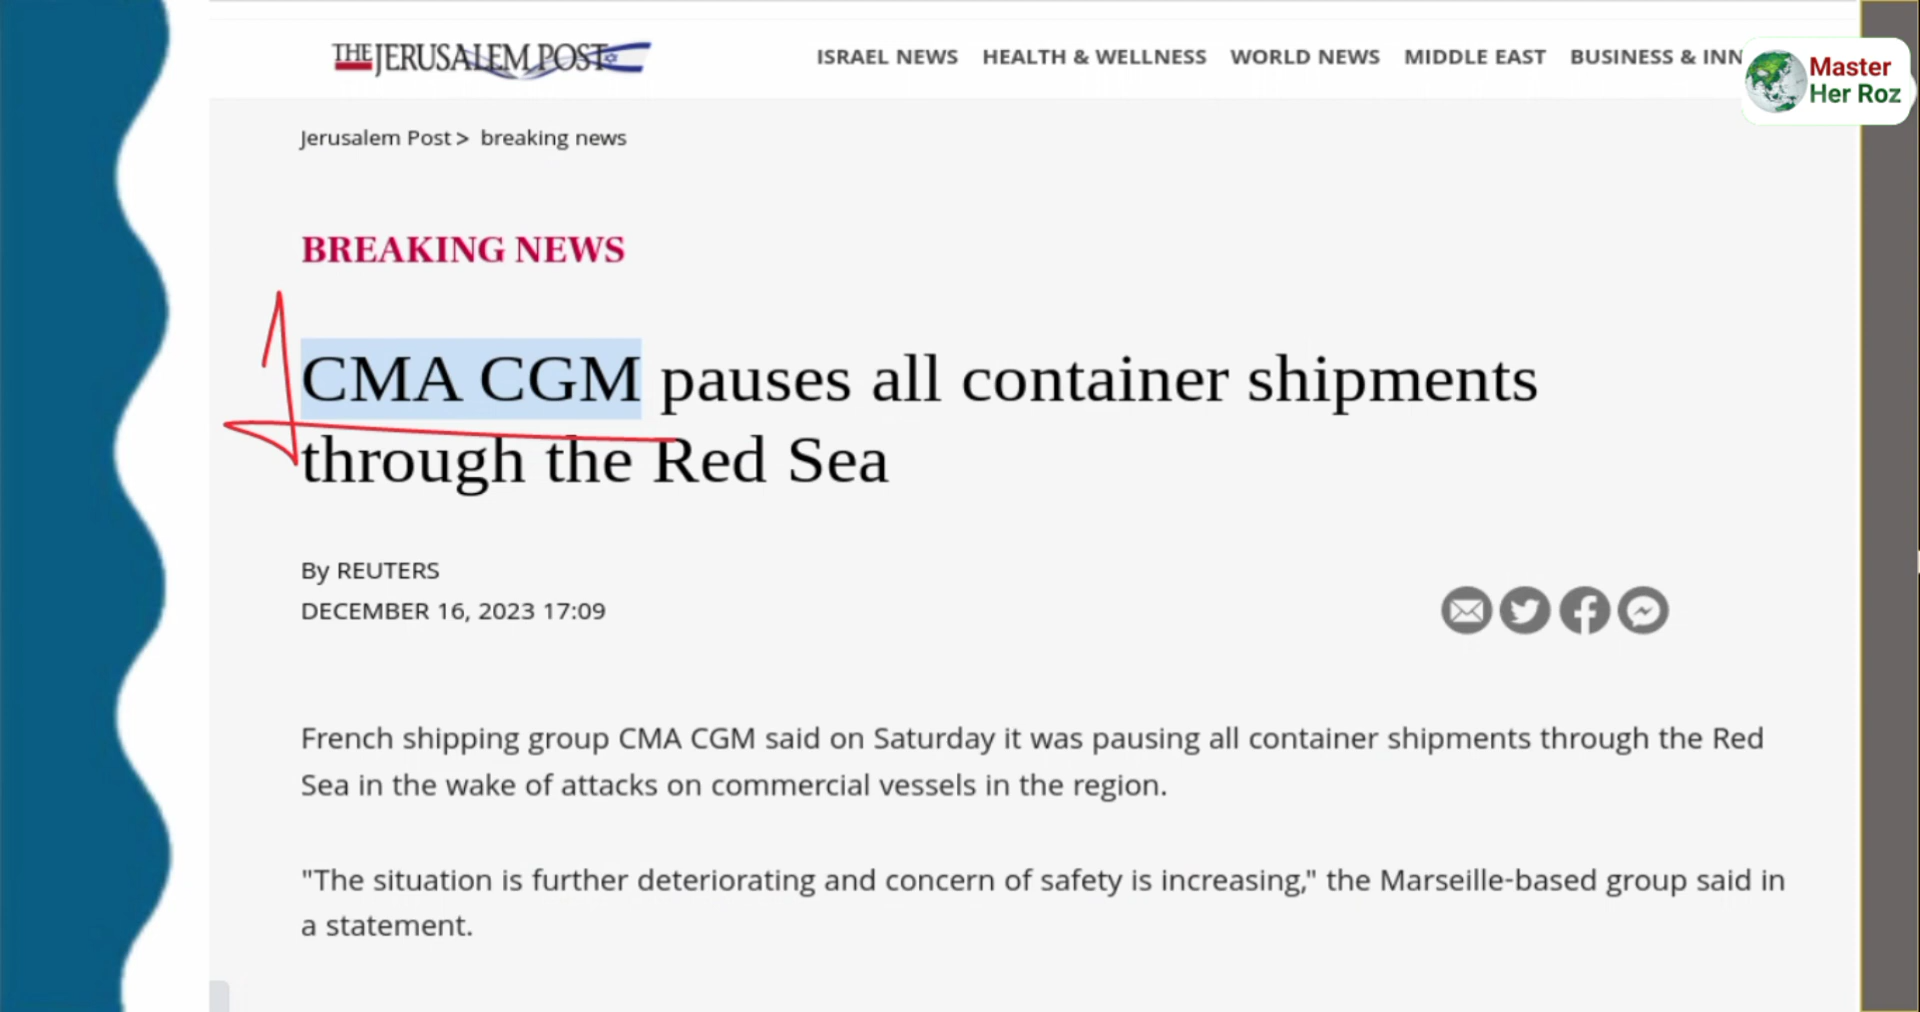 THE JERUSALEM POST
ISRAEL NEWS HEALTH & WELLNESS WORLD NEWS MIDDLE EAST BUSINESS & INN
Master
Her Roz
Jerusalem Post > breaking news
BREAKING NEWS
CMA CGM pauses all container shipments
through the Red Sea
By REUTERS
DECEMBER 16, 2023 17:09
French shipping group CMA CGM said on Saturday it was pausing all container shipments through the Red
Sea in the wake of attacks on commercial vessels in the region.
"The situation is further deteriorating and concern of safety is increasing," the Marseille-based group said in
a statement.